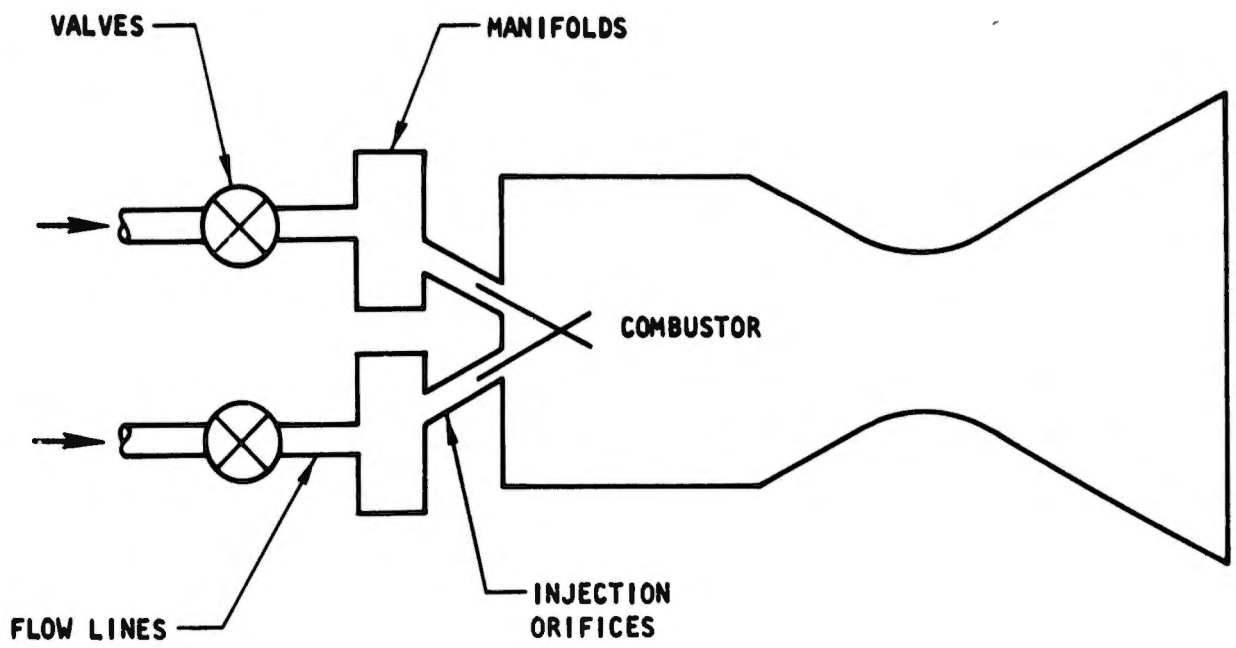 VALVES
MANIFOLDS
COMBUSTOR
INJECTION
ORIFICES
FLOW LINES